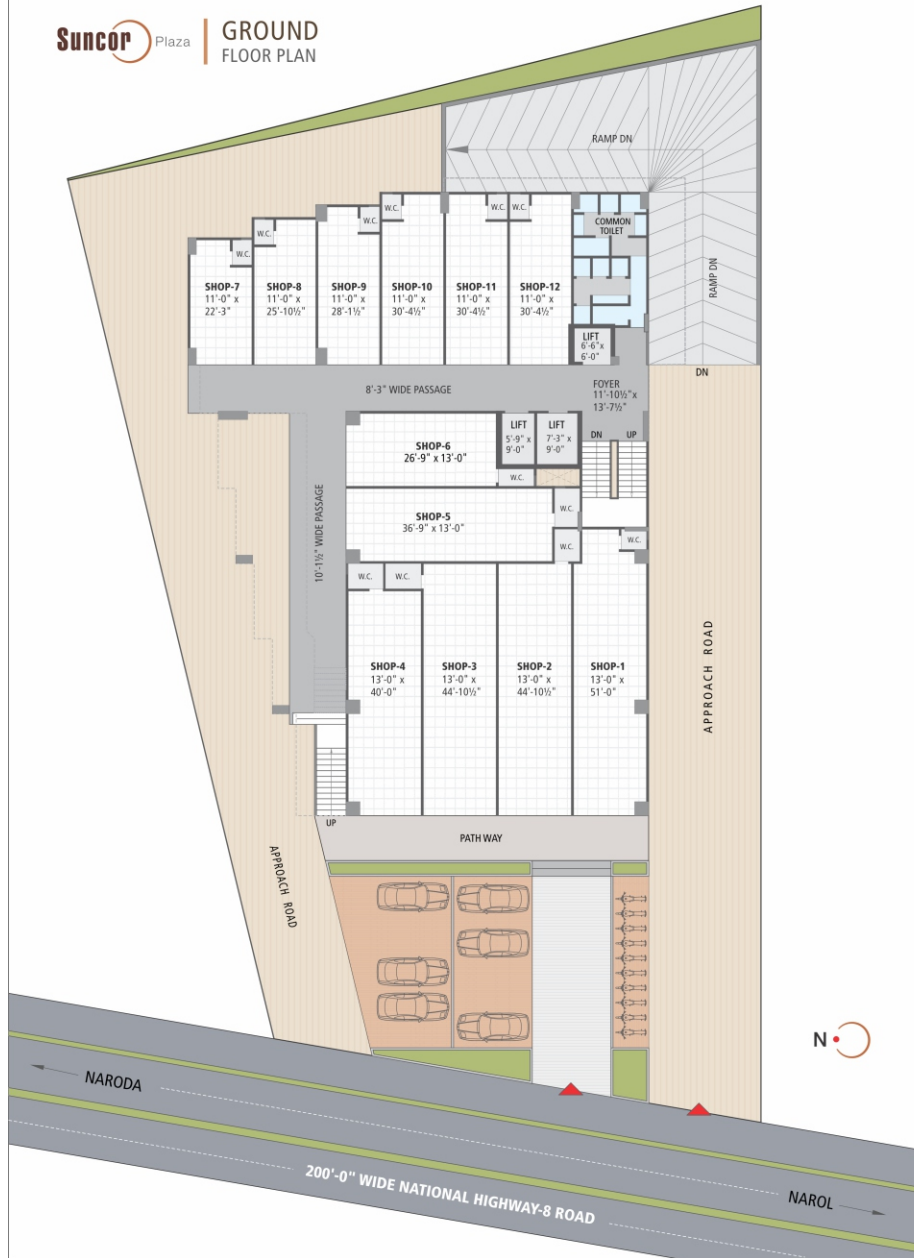 Suncor Plaza
GROUND
FLOOR PLAN
RAMP DN
RAMP DN
DN
COMMON
TOILET
W.C.
W.C.
W.C.
W.C.
W.C.
W.C.
SHOP-7
11'-0" x
22'-3"
SHOP-8
11'-0" x
25'-10½"
SHOP-9
11'-0" x
28'-1½"
SHOP-10
11'-0" x
30'-4½"
SHOP-11
11'-0" x
30'-4½"
SHOP-12
11'-0" x
30'-4½"
LIFT
6'-6"x
6'-0"
8'-3" WIDE PASSAGE
FOYER
11'-10½"x
13'-7½"
LIFT
5'-9" x
9'-0"
LIFT
7'-3" x
9'-0"
DN UP
SHOP-6
26'-9" x 13'-0"
W.C.
SHOP-5
36'-9" x 13'-0"
W.C.
W.C.
W.C.
10'-1½" WIDE PASSAGE
W.C.
W.C.
SHOP-4
13'-0" x
40'-0"
SHOP-3
13'-0" x
44'-10½"
SHOP-2
13'-0" x
44'-10½"
SHOP-1
13'-0" x
51'-0"
APPROACH ROAD
UP
PATH WAY
APPROACH ROAD
N
NARODA
200'-0" WIDE NATIONAL HIGHWAY-8 ROAD
NAROL